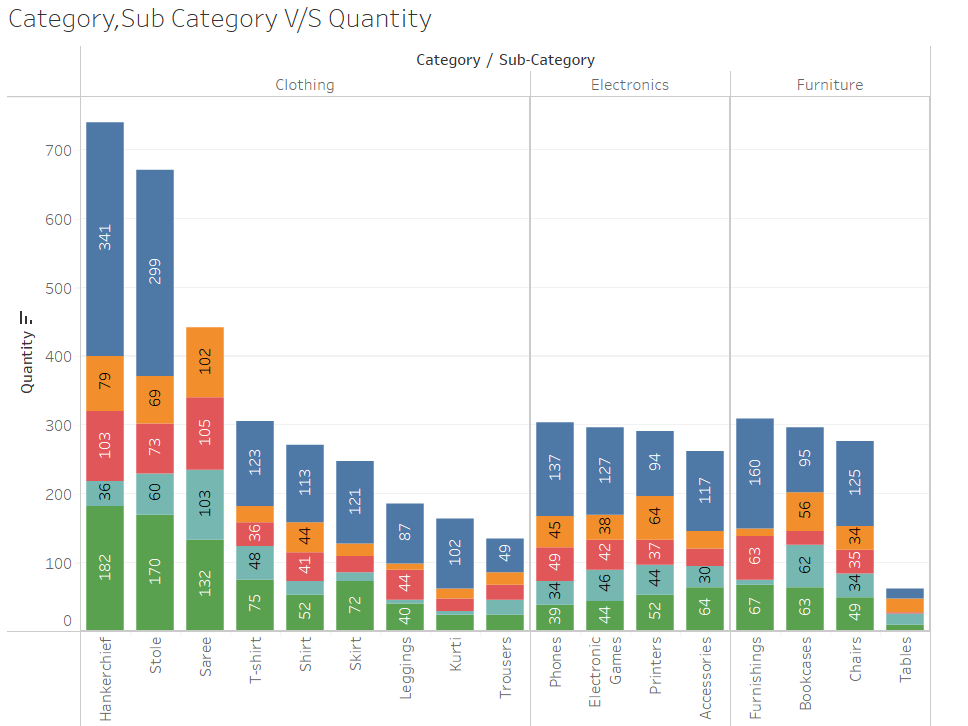 Category,Sub Category V/S Quantity
Category / Sub-Category
Clothing
Electronics
Furniture
Quantity
700
600
500
400
300
200
100
0
341
79
103
36
182
299
69
73
60
170
102
105
103
132
123
36
48
75
113
44
41
52
121
72
87
44
40
102
49
137
45
49
34
39
127
38
42
46
44
94
64
37
44
52
117
30
64
160
63
67
95
56
62
63
125
34
35
34
49
Hankerchief
Stole
Saree
T-shirt
Shirt
Skirt
Leggings
Kurti
Trousers
Phones
Electronic
Games
Printers
Accessories
Furnishings
Bookcases
Chairs
Tables